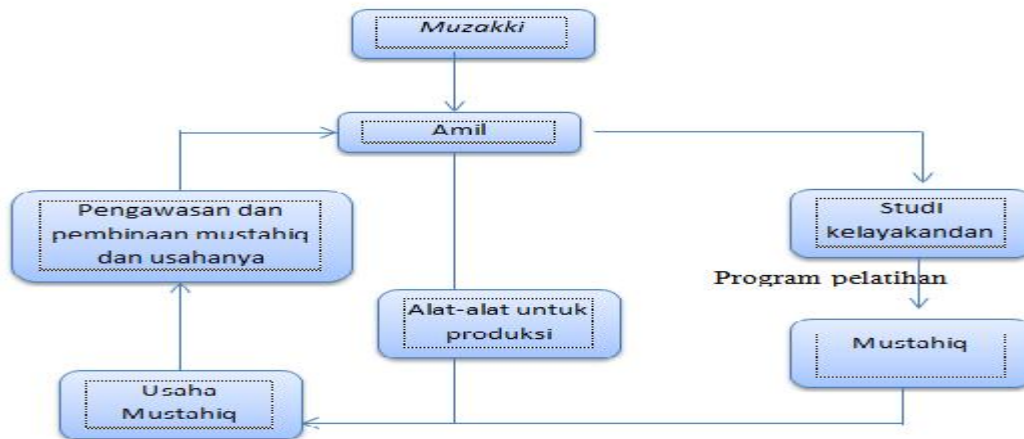 Muzakki
Amil
Pengawasan dan
pembinaan mustahiq
dan usahanya
StudI
kelayakandan
Program pelatihan
Alat-alat untuk
produksi
Mustahiq
Usaha
Mustahiq